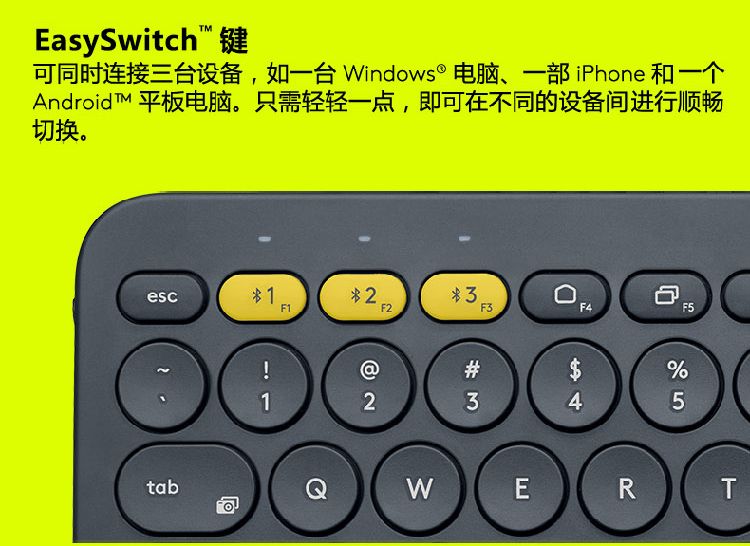 EasySwitch™ 键
可同时连接三台设备，如一台 Windows® 电脑、一部 iPhone 和一个
Android™ 平板电脑。只需轻轻一点，即可在不同的设备间进行顺畅
切换。
esc 1 F1 2 F2 3 F3 F4 F5
~ ! @ # $ %
` 1 2 3 4 5
tab Q W E R T